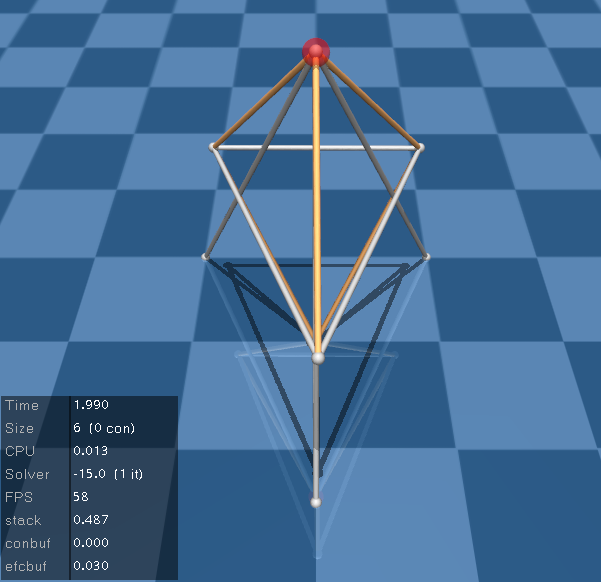 Time 1.990
Size 6 (0 con)
CPU 0.013
Solver -15.0 (1 it)
FPS 58
stack 0.487
conbuf 0.000
efcbuf 0.030